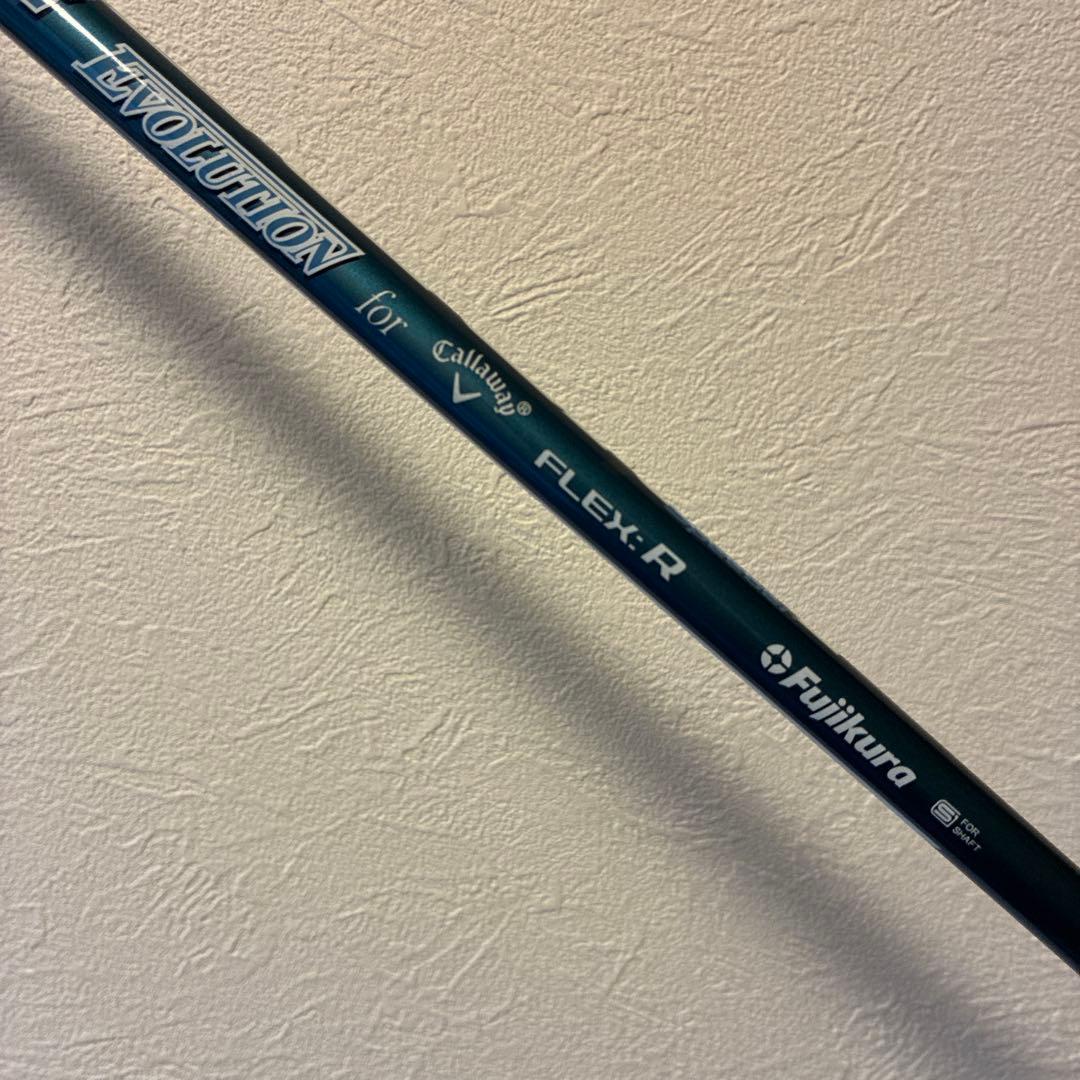 EVOLUTION
for
Callaway®
FLEX: R
Fujikura
S FOR
SHAFT